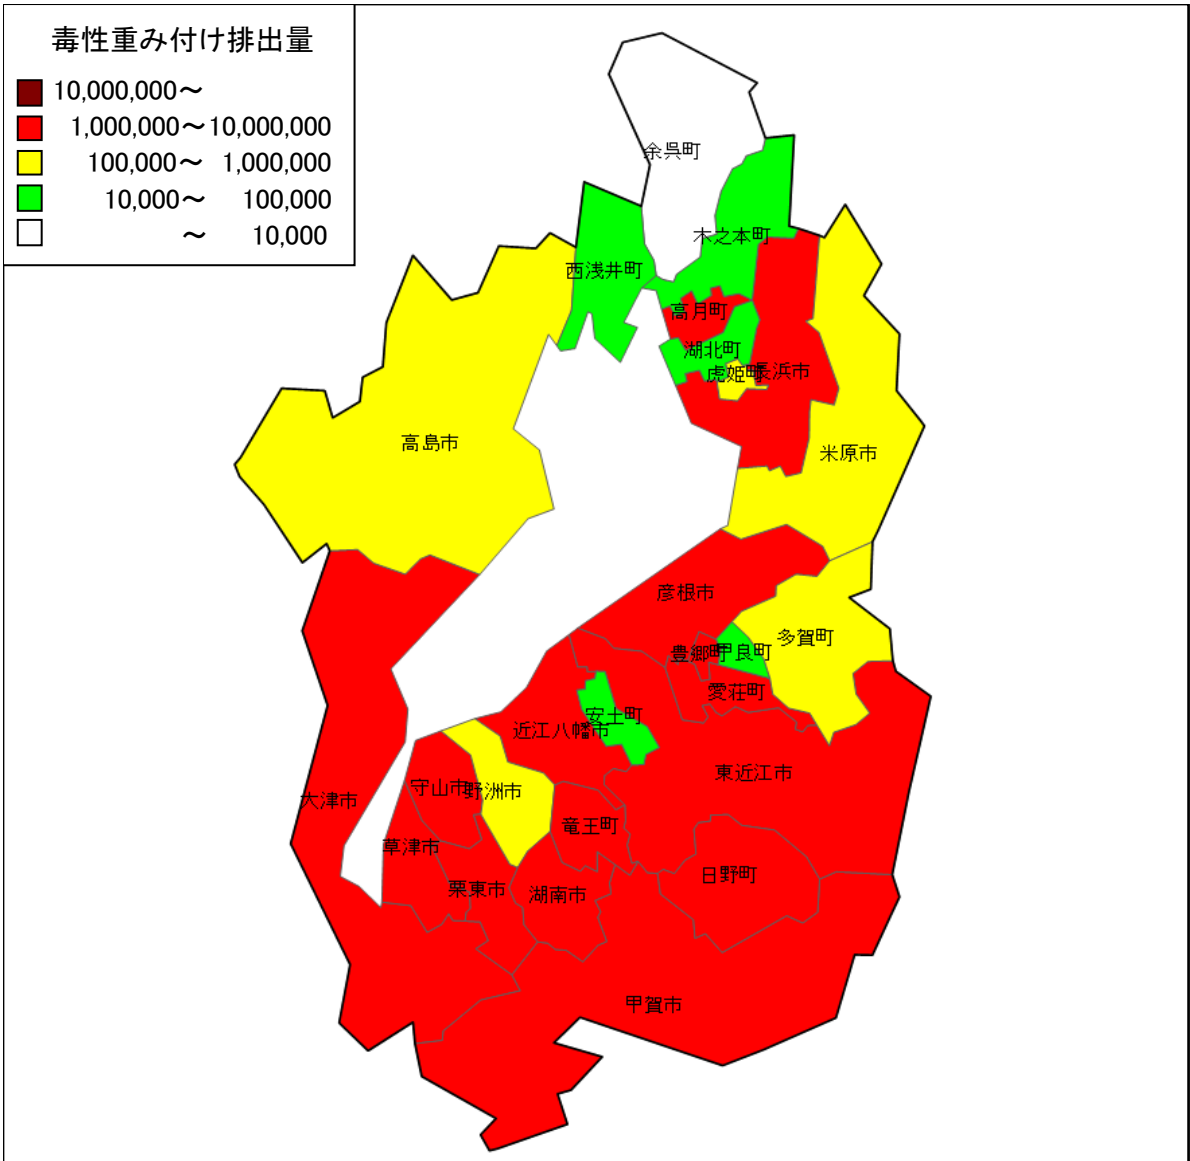 毒性重み付け排出量
10,000,000～
1,000,000～10,000,000
100,000～ 1,000,000
10,000～ 100,000
～ 10,000
余呉町
木之本町
西浅井町
高月町
湖北町
虎姫町
長浜市
高島市
米原市
彦根市
多賀町
豊郷町
甲良町
愛荘町
安土町
近江八幡市
東近江市
大津市
守山市
野洲市
竜王町
草津市
日野町
栗東市
湖南市
甲賀市